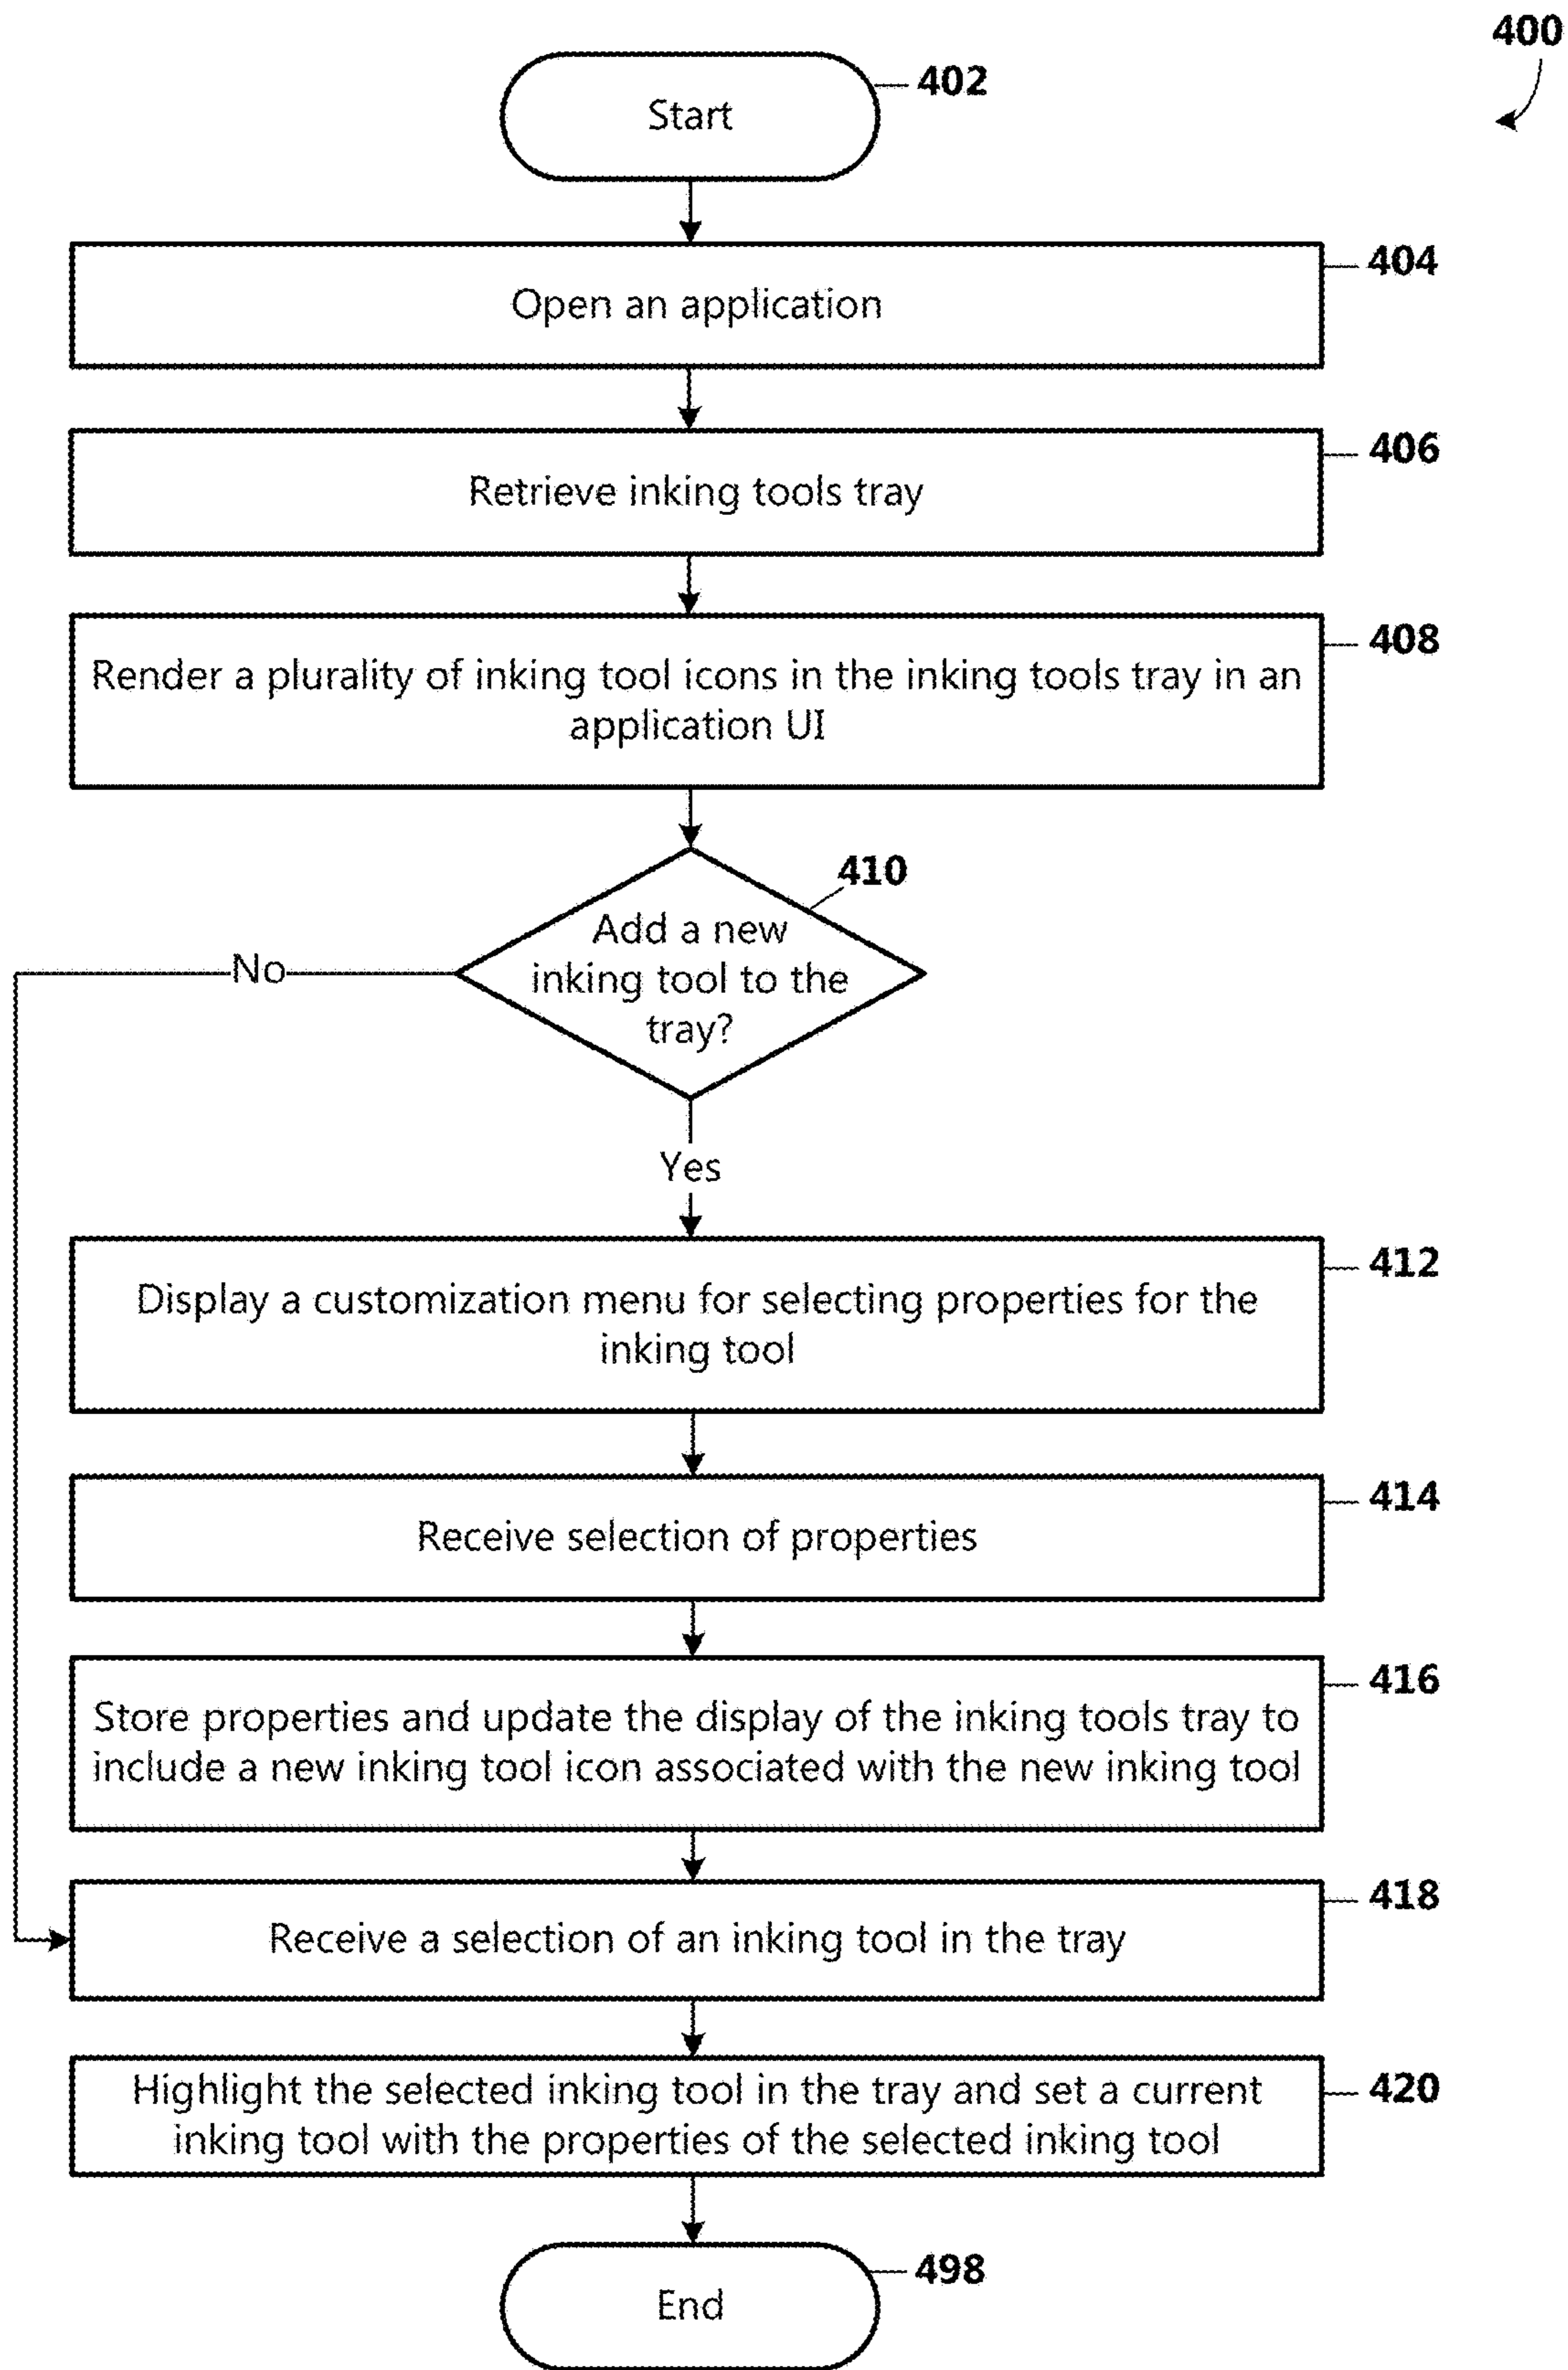 400
Start
402
404
Open an application
406
Retrieve inking tools tray
408
Render a plurality of inking tool icons in the inking tools tray in an
application UI
410
Add a new
inking tool to the
tray?
No
Yes
412
Display a customization menu for selecting properties for the
inking tool
414
Receive selection of properties
416
Store properties and update the display of the inking tools tray to
include a new inking tool icon associated with the new inking tool
418
Receive a selection of an inking tool in the tray
420
Highlight the selected inking tool in the tray and set a current
inking tool with the properties of the selected inking tool
498
End